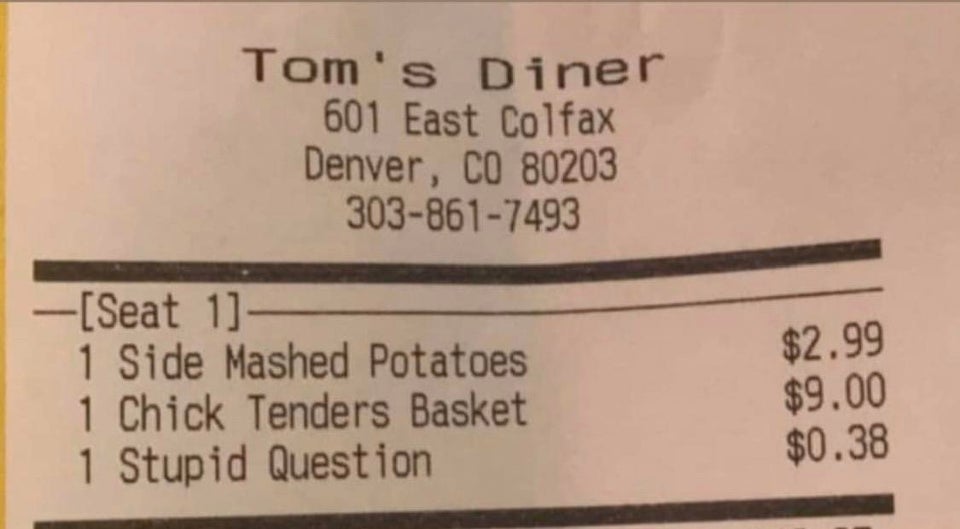 Tom's Diner
601 East Colfax
Denver, CO 80203
303-861-7493
[Seat 1]
1 Side Mashed Potatoes $2.99
1 Chick Tenders Basket $9.00
1 Stupid Question $0.38